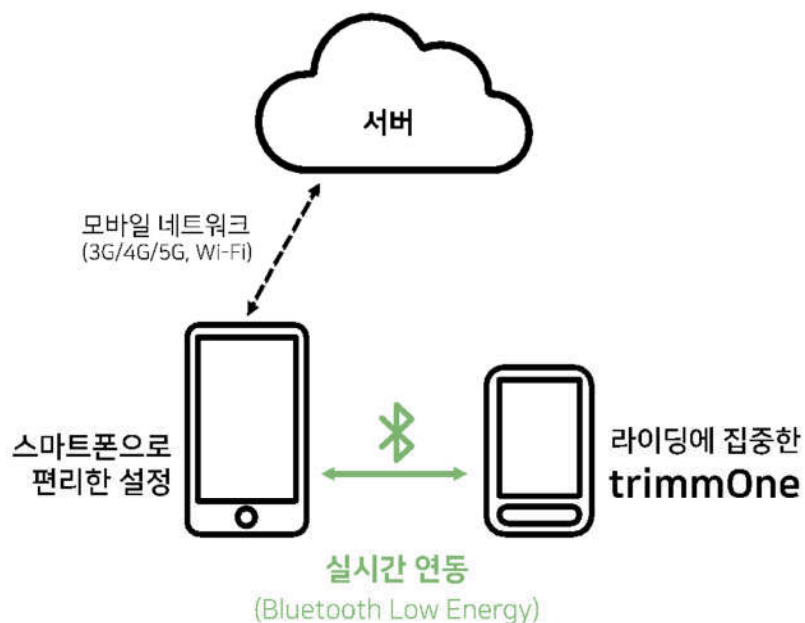 서버
모바일 네트워크
(3G/4G/5G, Wi-Fi)
스마트폰으로
편리한 설정
라이딩에 집중한
trimmOne
실시간 연동
(Bluetooth Low Energy)